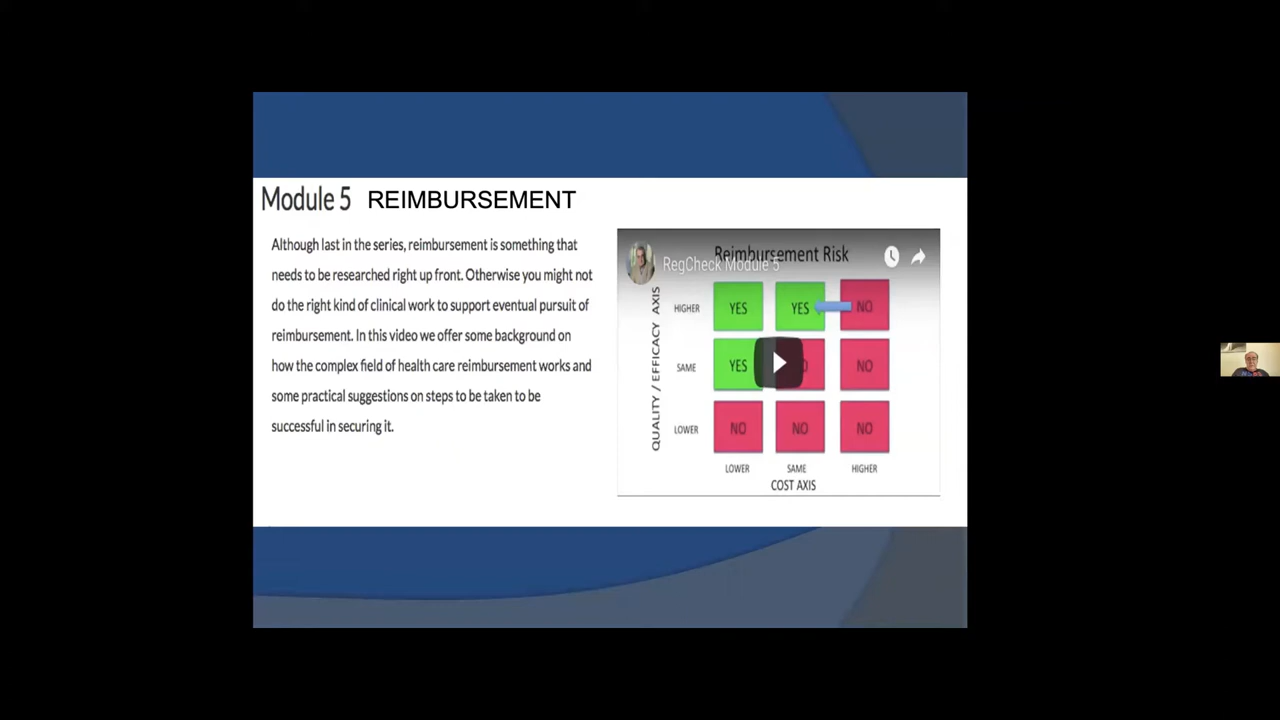 Module 5 REIMBURSEMENT
Although last in the series, reimbursement is something that
needs to be researched right up front. Otherwise you might not
do the right kind of clinical work to support eventual pursuit of
reimbursement. In this video we offer some background on
how the complex field of health care reimbursement works and
some practical suggestions on steps to be taken to be
successful in securing it.
Reimbursement Risk
RegCheck Module 5
QUALITY / EFFICACY AXIS
HIGHER YES YES NO
SAME YES NO
LOWER NO NO NO
LOWER SAME HIGHER
COST AXIS